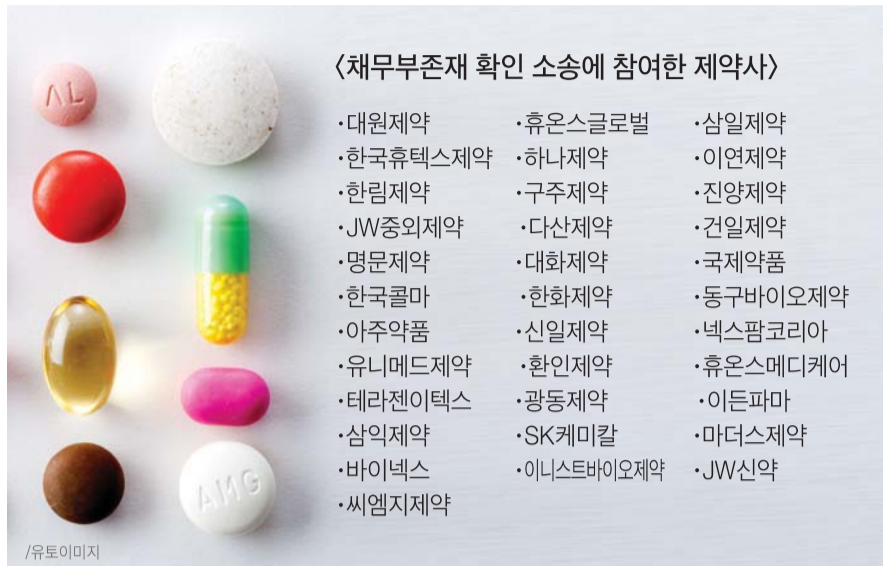 〈채무부존재 확인 소송에 참여한 제약사〉
·대원제약
·한국휴텍스제약
·한림제약
·JW중외제약
·명문제약
·한국콜마
·아주약품
·유니메드제약
·테라젠이텍스
·삼익제약
·바이넥스
·씨엠지제약
·휴온스글로벌
·하나제약
·구주제약
·다산제약
·대화제약
·한화제약
·신일제약
·환인제약
·광동제약
·SK케미칼
·이니스트바이오제약
·삼일제약
·이연제약
·진양제약
·건일제약
·국제약품
·동구바이오제약
·넥스팜코리아
·휴온스메디케어
·이든파마
·마더스제약
·JW신약
AL
AMG
/유토이미지